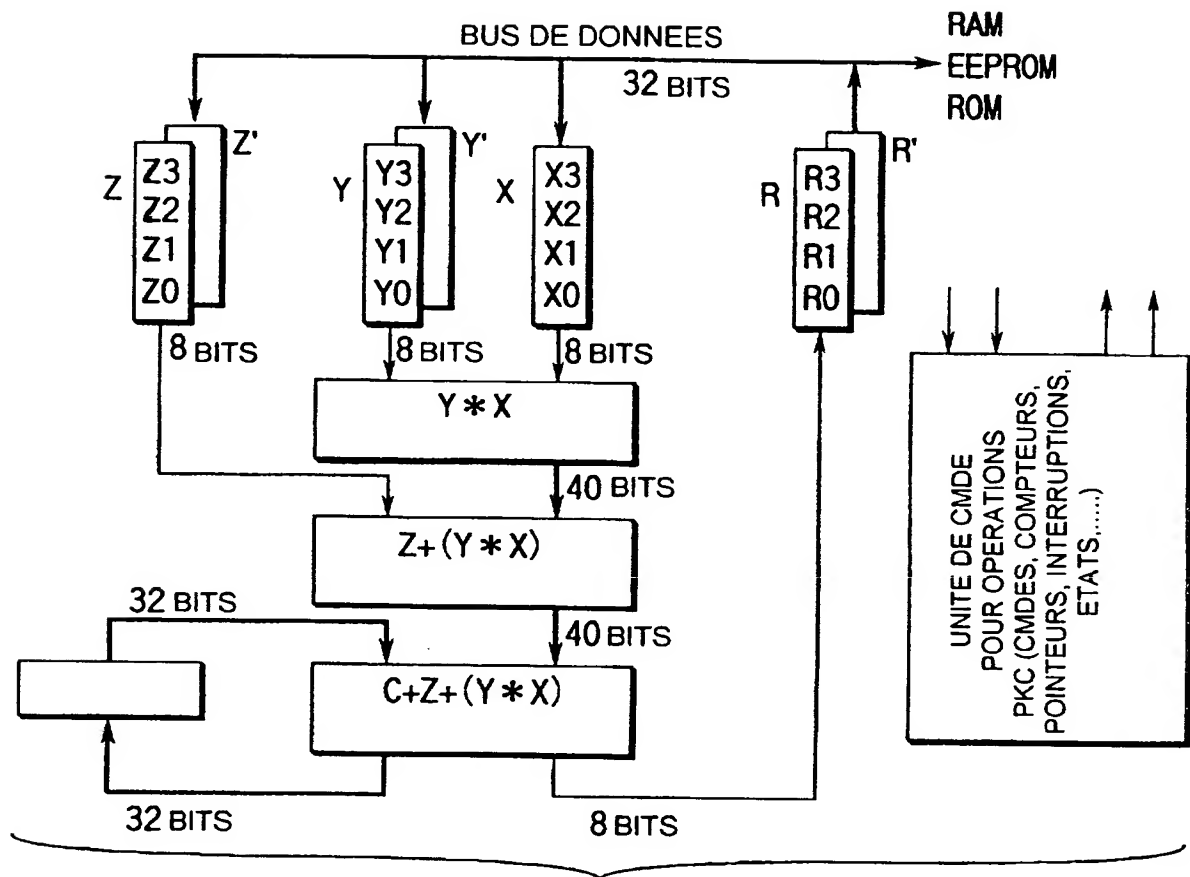 BUS DE DONNEES
32 BITS
RAM
EEPROM
ROM
Z'
Z
Z3
Z2
Z1
Z0
Y'
Y
Y3
Y2
Y1
Y0
X
X3
X2
X1
X0
R'
R
R3
R2
R1
R0
8 BITS
8 BITS
8 BITS
Y * X
40 BITS
Z+(Y * X)
32 BITS
40 BITS
C+Z+(Y * X)
32 BITS
8 BITS
UNITE DE CMDE
POUR OPERATIONS
PKC (CMDES, COMPTEURS,
POINTEURS, INTERRUPTIONS,
ETATS,.....)